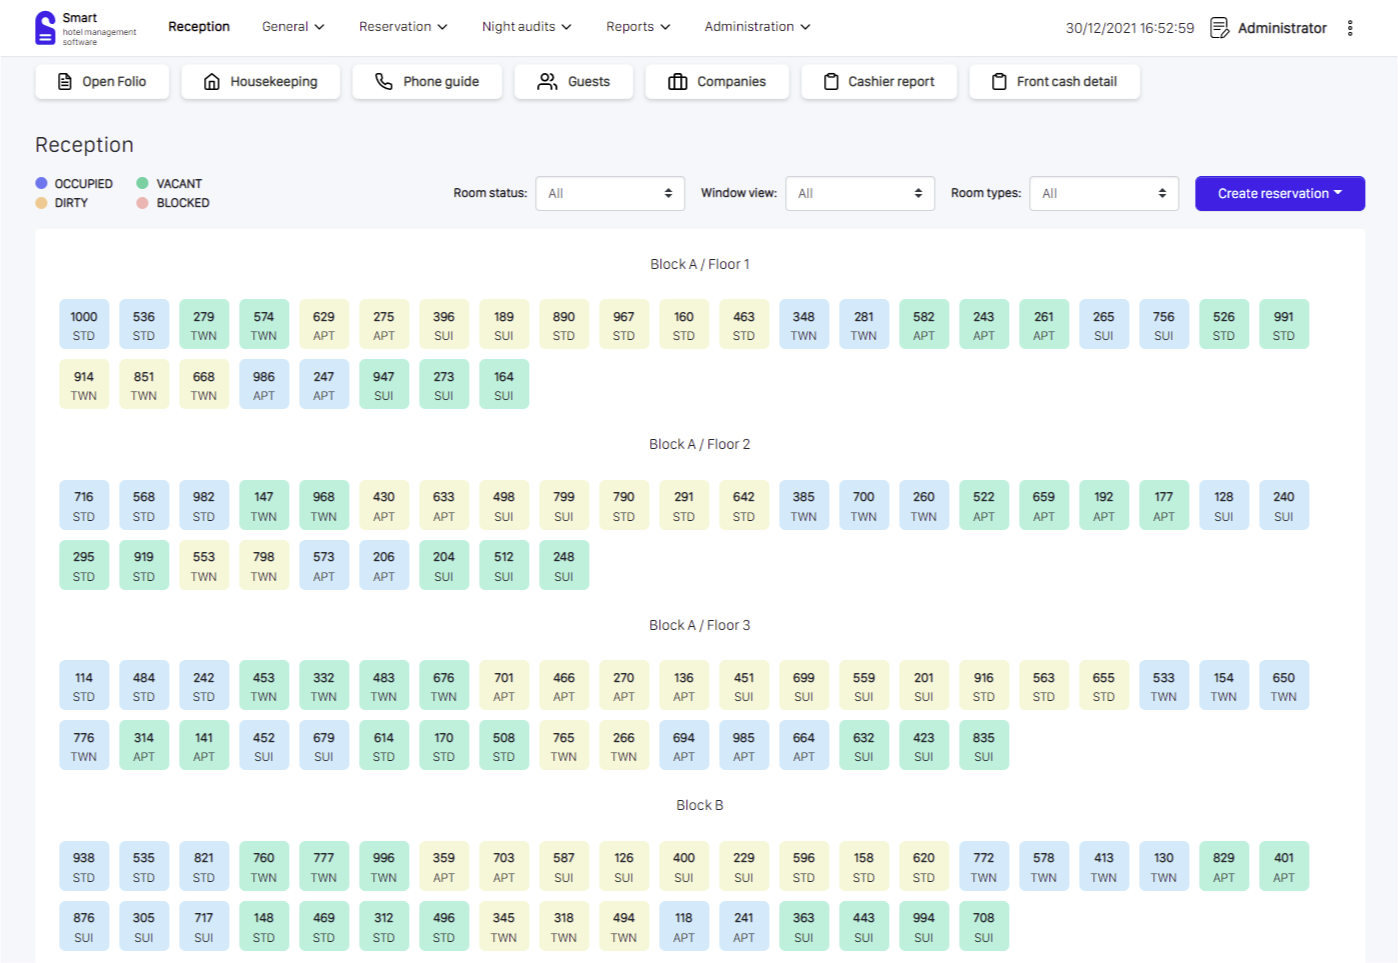 Smart
hotel management
software
Reception General Reservation Night audits Reports Administration 30/12/2021 16:52:59 Administrator
Open Folio Housekeeping Phone guide Guests Companies Cashier report Front cash detail
Reception
OCCUPIED VACANT
DIRTY BLOCKED
Room status: All Window view: All Room types: All Create reservation
Block A / Floor 1
1000 536 279 574 629 275 396 189 890 967 160 463 348 281 582 243 261 265 756 526 991
STD STD TWN TWN APT APT SUI SUI STD STD STD STD TWN TWN APT APT APT SUI SUI STD STD
914 851 668 986 247 947 273 164
TWN TWN TWN APT APT SUI SUI SUI
Block A / Floor 2
716 568 982 147 968 430 633 498 799 790 291 642 385 700 260 522 659 192 177 128 240
STD STD STD TWN TWN APT APT SUI SUI STD STD STD TWN TWN TWN APT APT APT APT SUI SUI
295 919 553 798 573 206 204 512 248
STD STD TWN TWN APT APT SUI SUI SUI
Block A / Floor 3
114 484 242 453 332 483 676 701 466 270 136 451 699 559 201 916 563 655 533 154 650
STD STD STD TWN TWN TWN TWN APT APT APT APT SUI SUI SUI SUI STD STD STD TWN TWN TWN
776 314 141 452 679 614 170 508 765 266 694 985 664 632 423 835
TWN APT APT SUI SUI STD STD STD TWN TWN APT APT APT SUI SUI SUI
Block B
938 535 821 760 777 996 359 703 587 126 400 229 596 158 620 772 578 413 130 829 401
STD STD STD TWN TWN TWN APT APT SUI SUI SUI SUI STD STD STD TWN TWN TWN TWN APT APT
876 305 717 148 469 312 496 345 318 494 118 241 363 443 994 708
SUI SUI SUI STD STD STD STD TWN TWN TWN APT APT SUI SUI SUI SUI